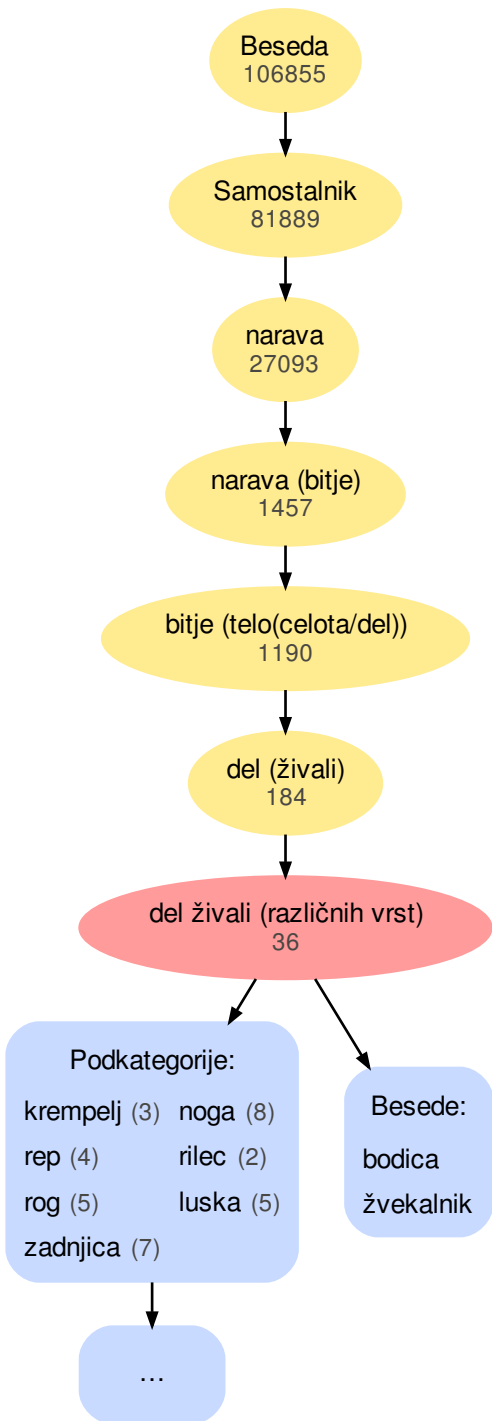 Beseda
106855
Samostalnik
81889
narava
27093
narava (bitje)
1457
bitje (telo(celota/del))
1190
del (živali)
184
del živali (različnih vrst)
36
Podkategorije:
krempelj (3) noga (8)
rep (4) rilec (2)
rog (5) luska (5)
zadnjica (7)
Besede:
bodica
žvekalnik
…